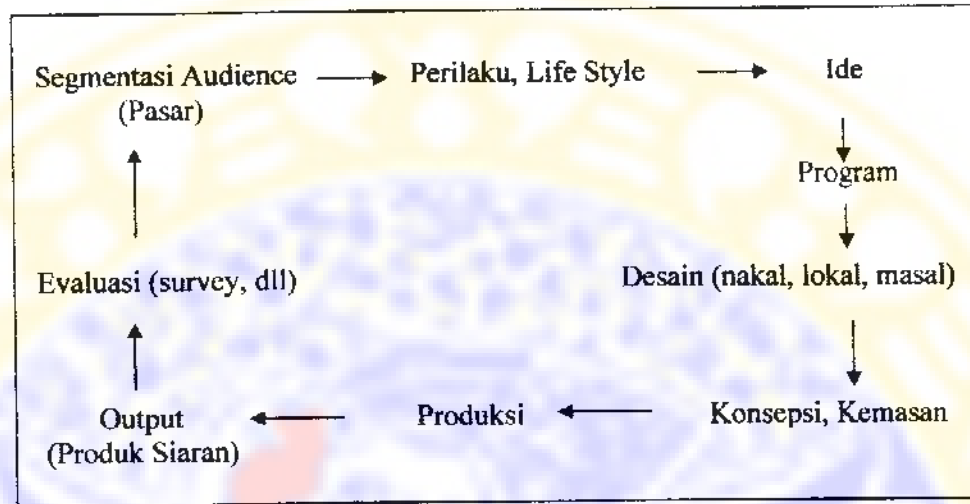 Segmentasi Audience
(Pasar)
Perilaku, Life Style
Ide
Program
Desain (nakal, lokal, masal)
Konsepsi, Kemasan
Produksi
Output
(Produk Siaran)
Evaluasi (survey, dll)